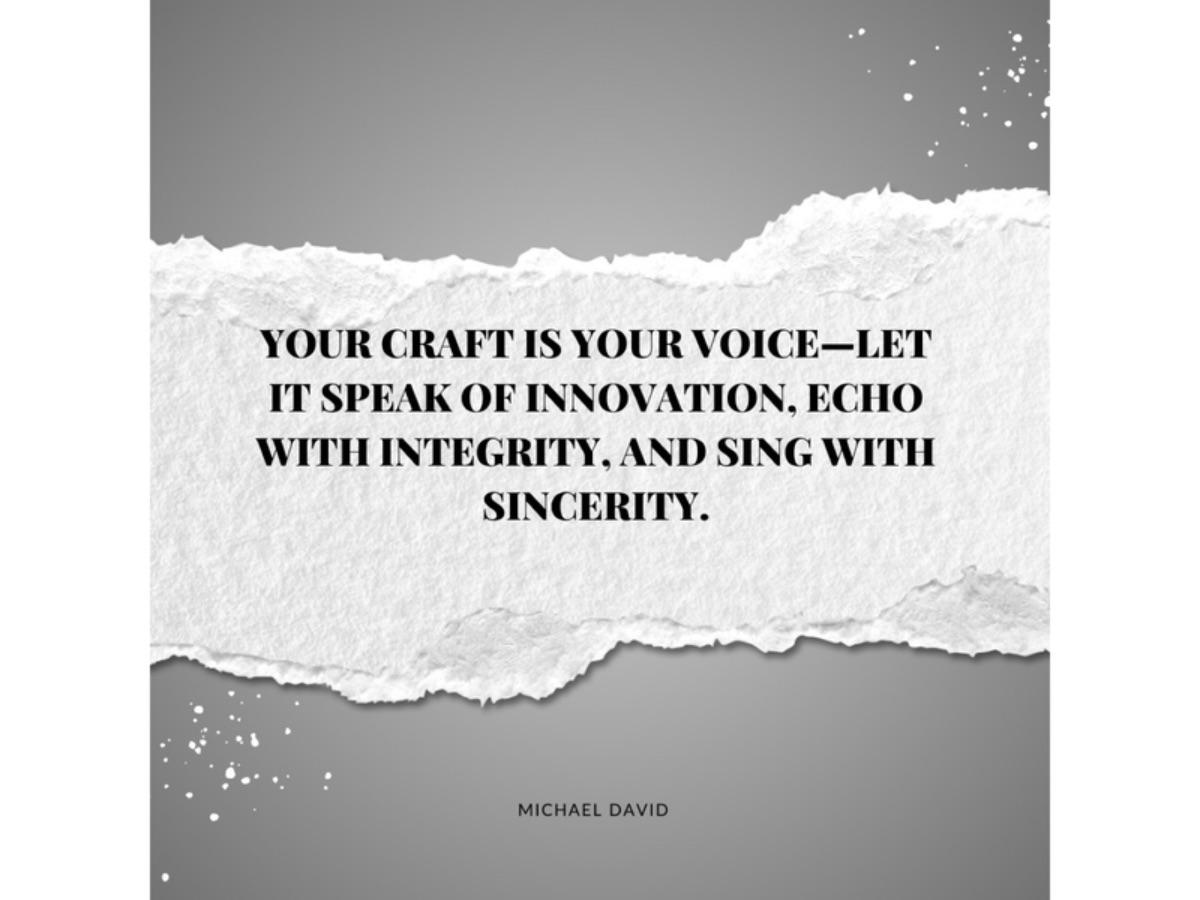 YOUR CRAFT IS YOUR VOICE—LET
IT SPEAK OF INNOVATION, ECHO
WITH INTEGRITY, AND SING WITH
SINCERITY.
MICHAEL DAVID